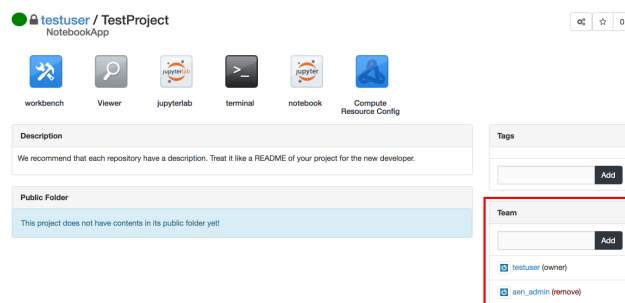 testuser / TestProject
NotebookApp
0
jupyterlab
>_
jupyter
workbench
Viewer
jupyterlab
terminal
notebook
Compute
Resource Config
Description
We recommend that each repository have a description. Treat it like a README of your project for the new developer.
Public Folder
This project does not have contents in its public folder yet!
Tags
Add
Team
Add
testuser (owner)
aen_admin (remove)